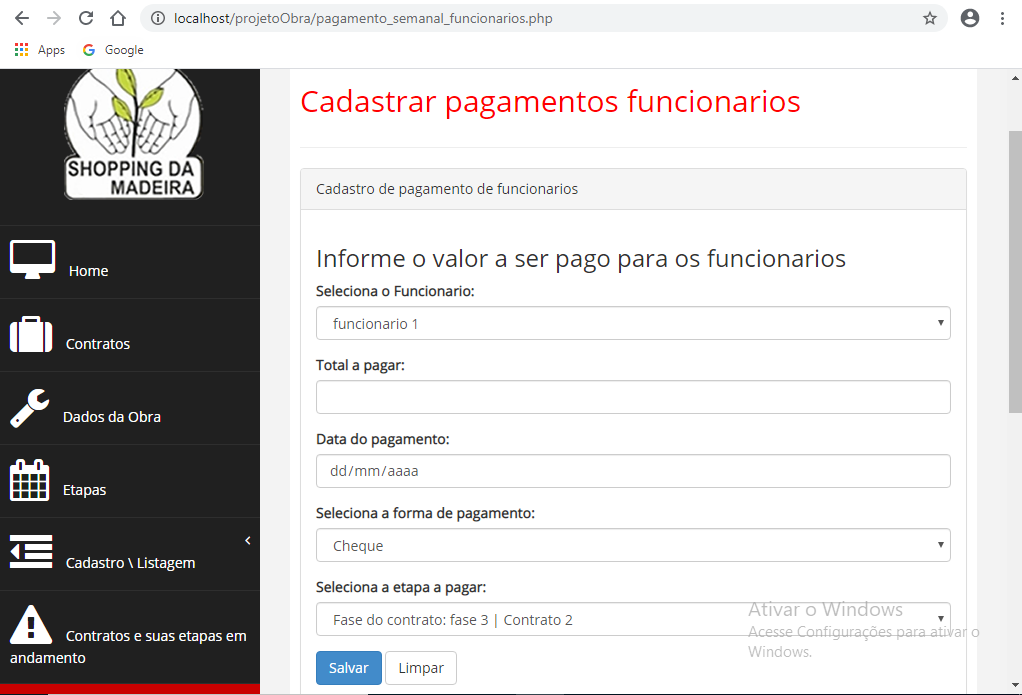 localhost/projetoObra/pagamento_semanal_funcionarios.php
Apps
Google
SHOPPING DA
MADEIRA
Home
Contratos
Dados da Obra
Etapas
Cadastro \ Listagem
Contratos e suas etapas em
andamento
Cadastrar pagamentos funcionarios
Cadastro de pagamento de funcionarios
Informe o valor a ser pago para os funcionarios
Seleciona o Funcionario:
funcionario 1
Total a pagar:
Data do pagamento:
dd/mm/aaaa
Seleciona a forma de pagamento:
Cheque
Seleciona a etapa a pagar:
Fase do contrato: fase 3 | Contrato 2
Salvar
Limpar
Ativar o Windows
Acesse Configurações para ativar o
Windows.